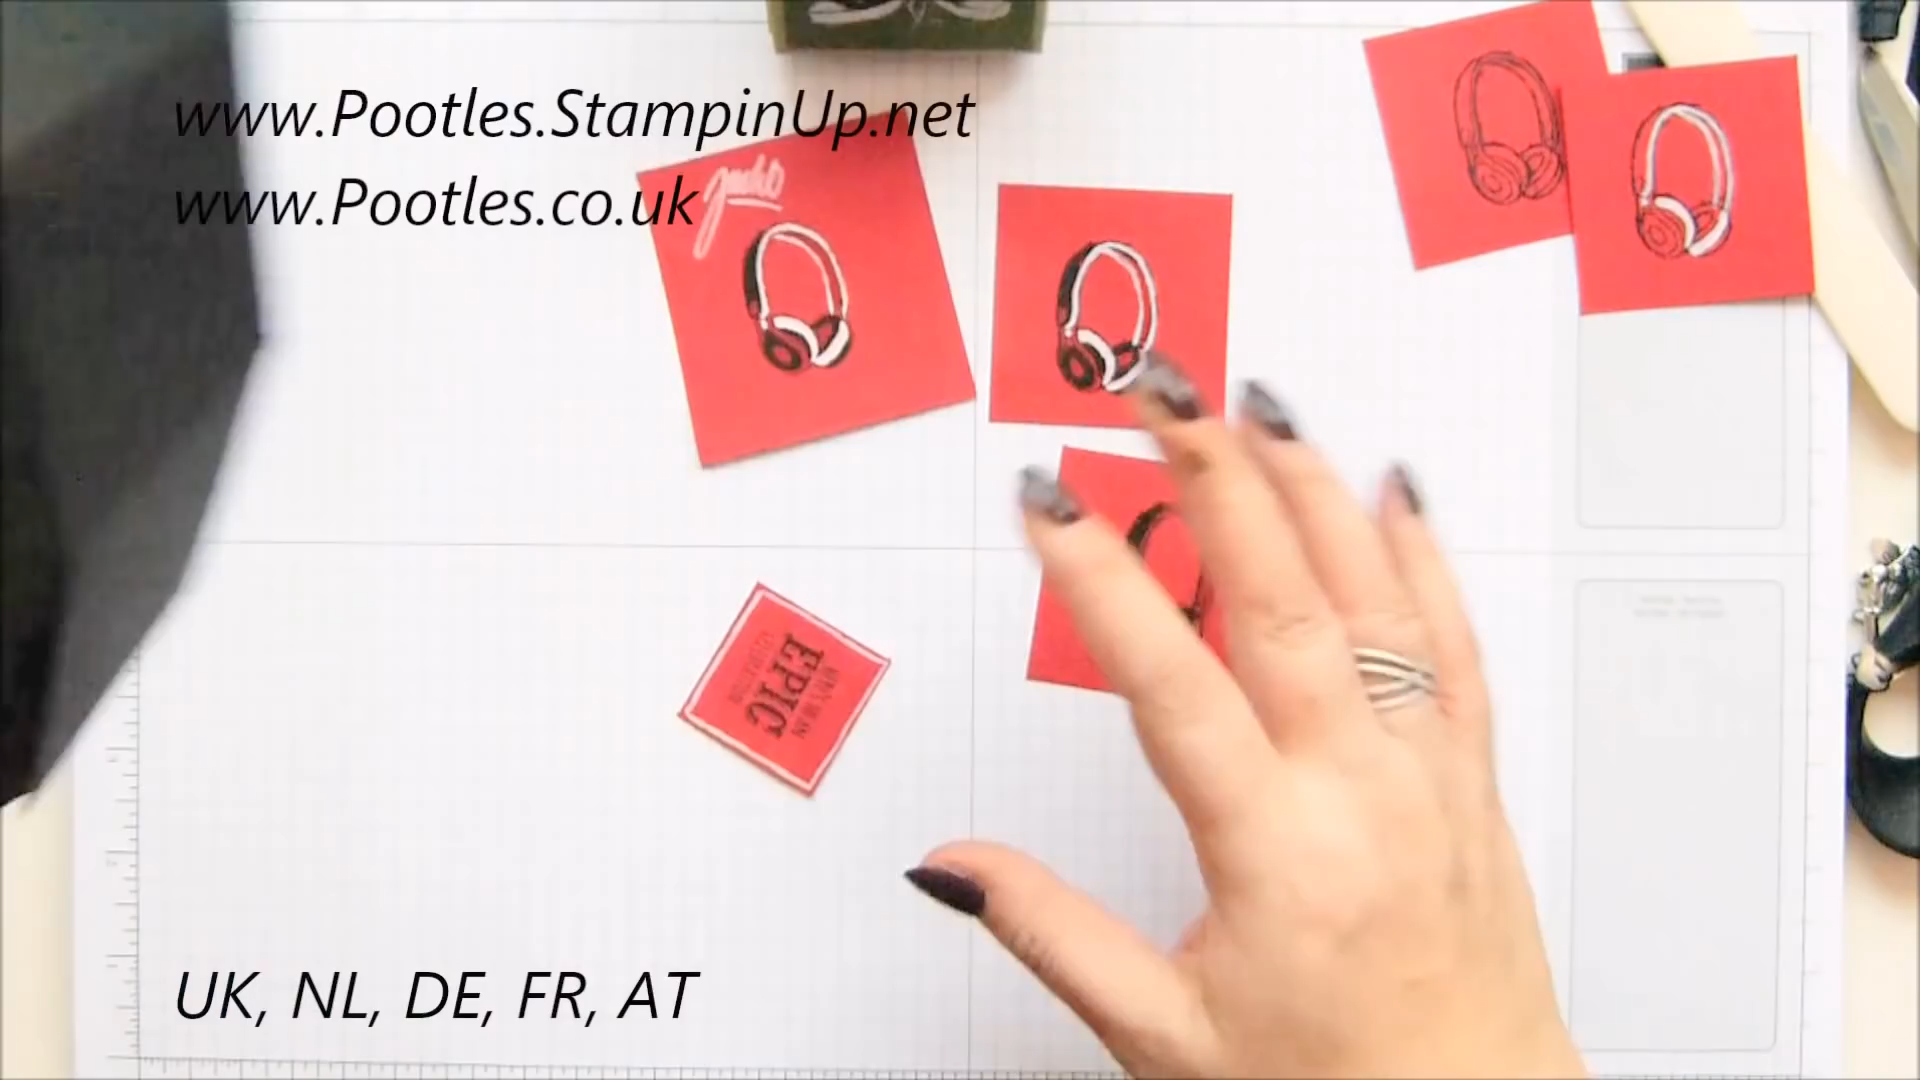 www.Pootles.StampinUp.net
www.Pootles.co.uk
EPIC
UK, NL, DE, FR, AT